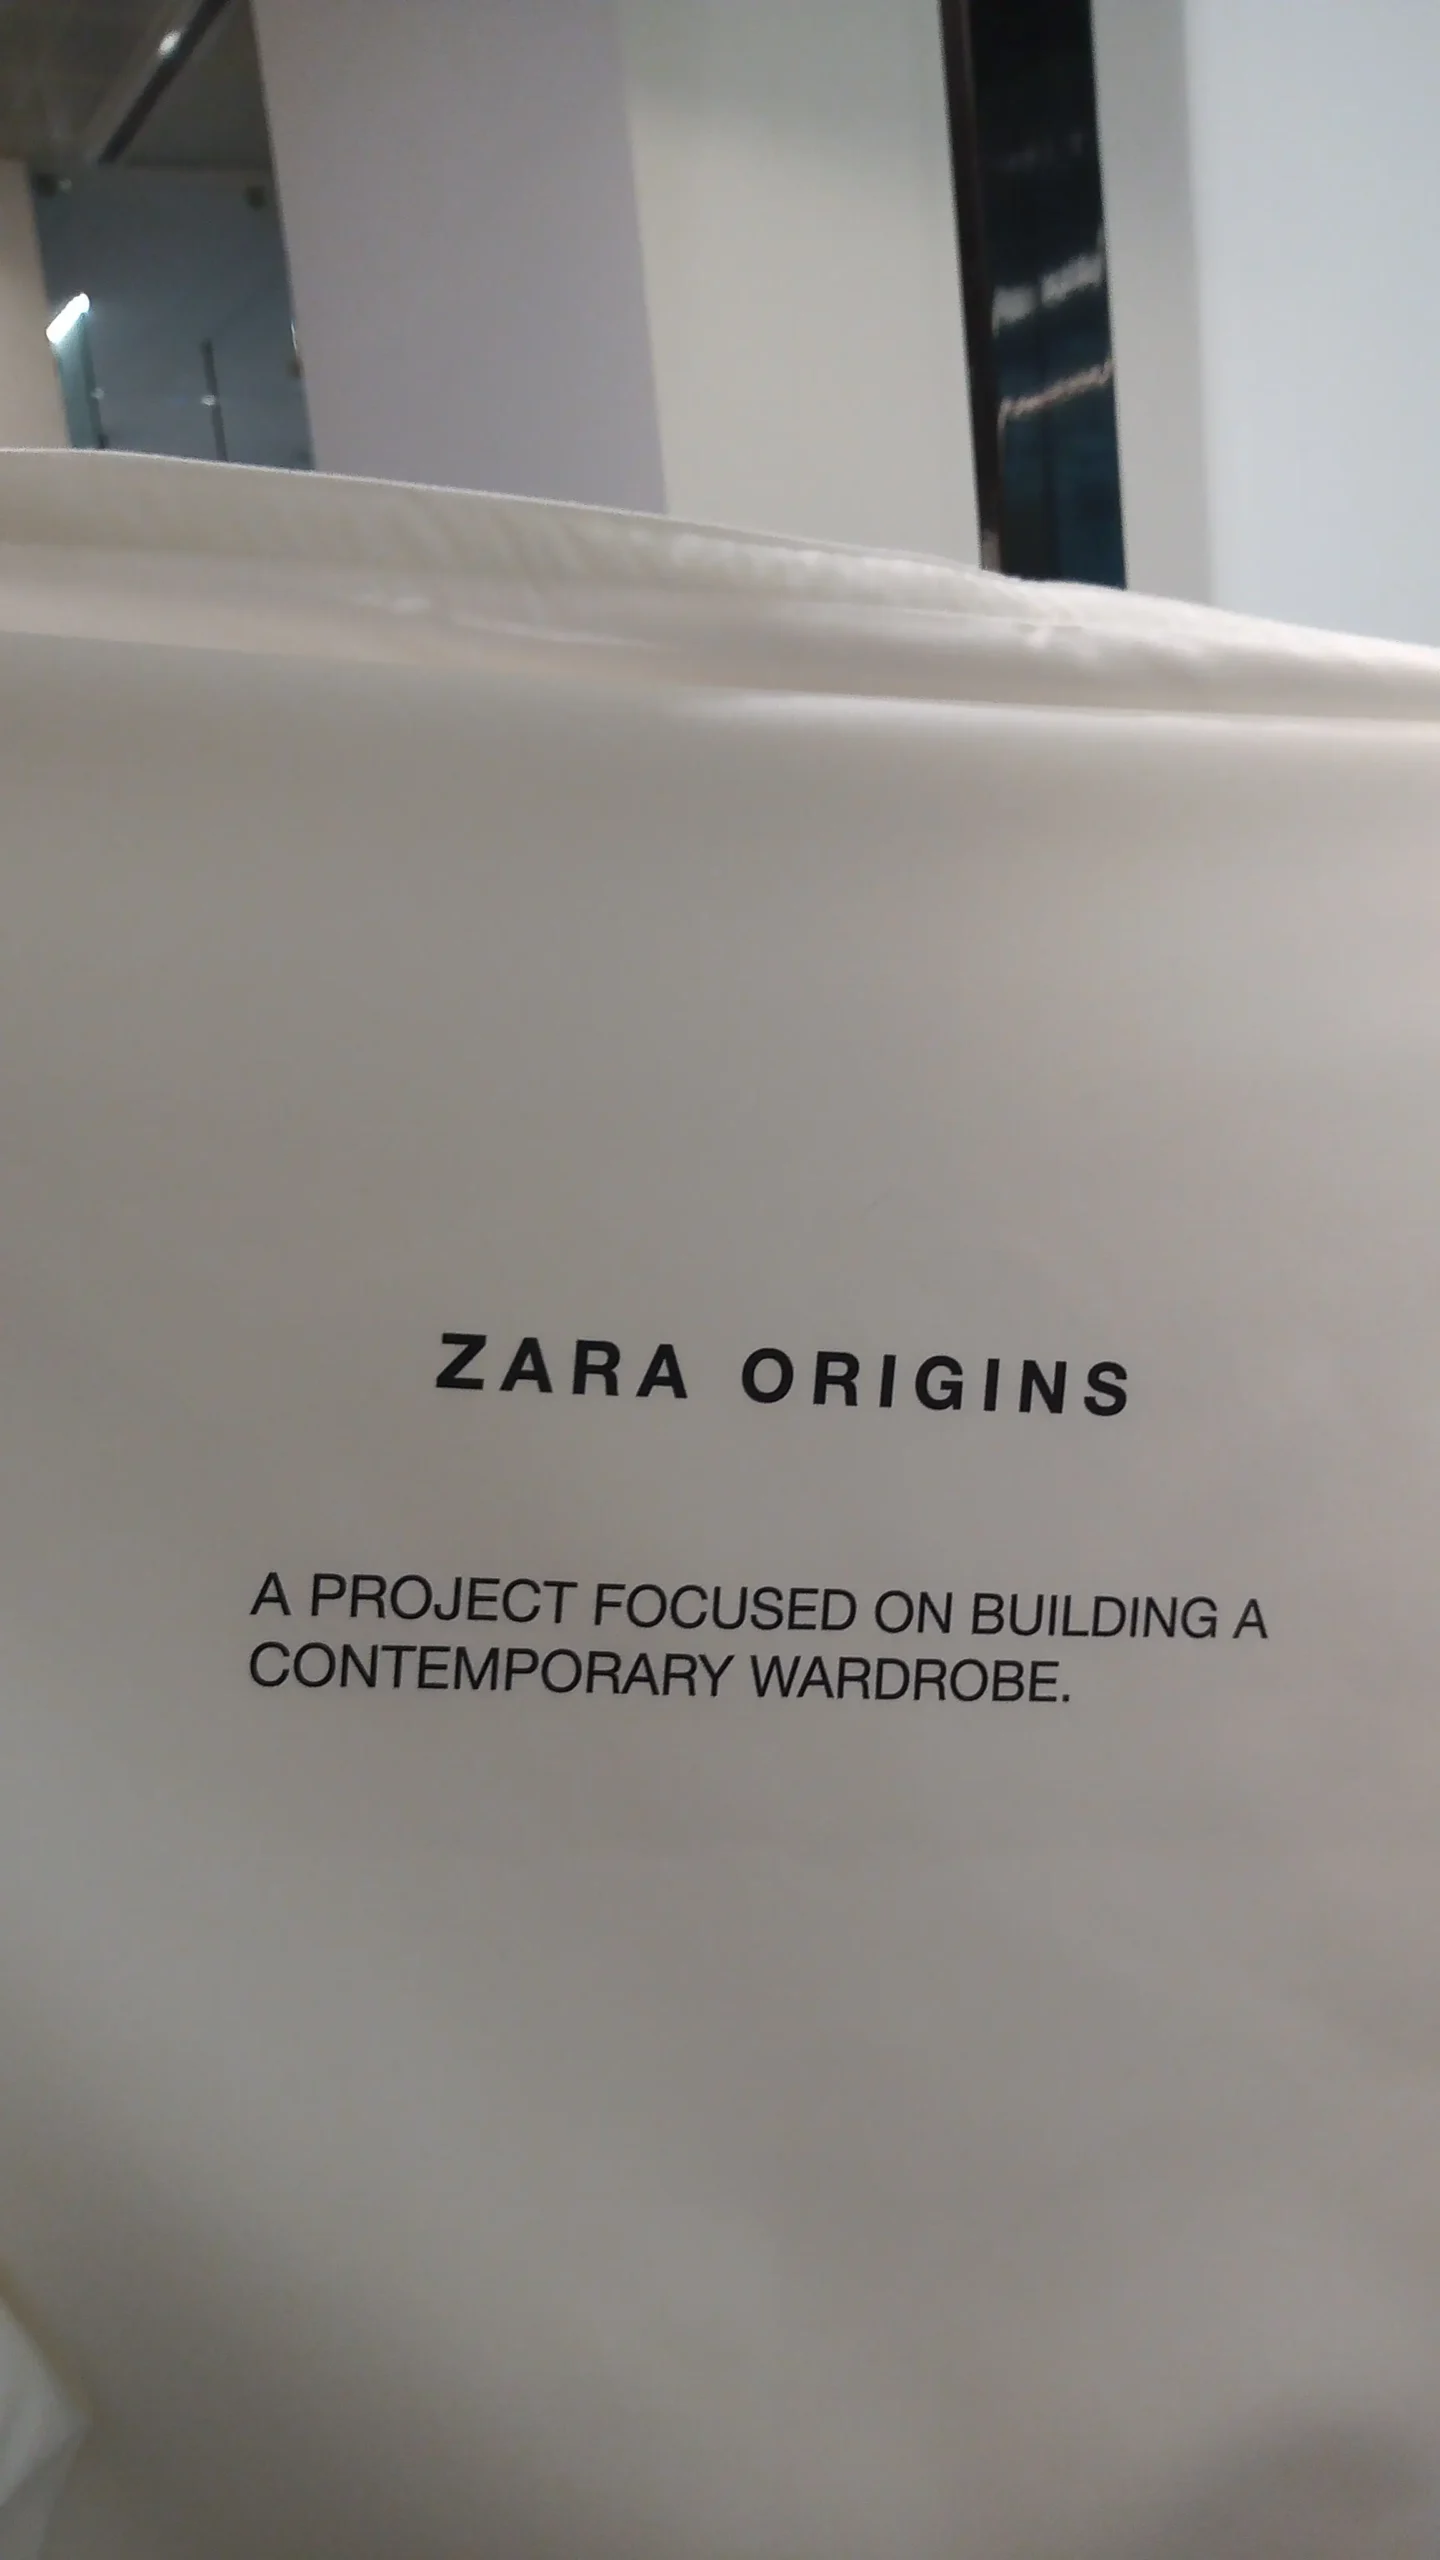 ZARA ORIGINS
A PROJECT FOCUSED ON BUILDING A
CONTEMPORARY WARDROBE.